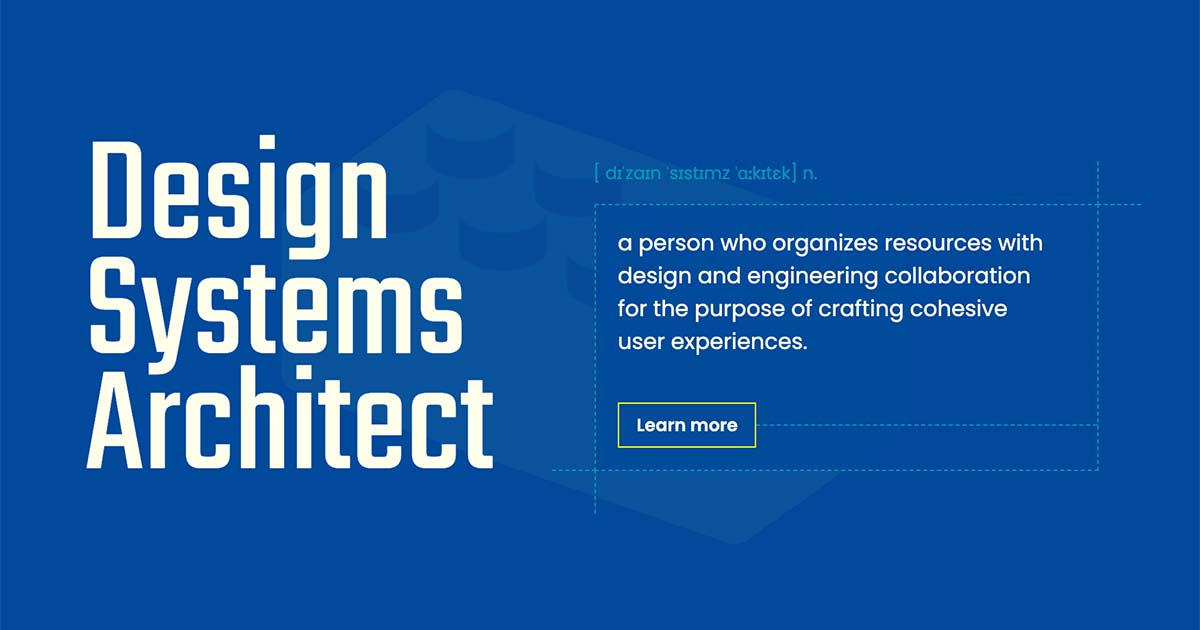 Design
Systems
Architect
[ dɪˈzaɪn ˈsɪstɪmz ˈɑːkɪtɛk] n.
a person who organizes resources with
design and engineering collaboration
for the purpose of crafting cohesive
user experiences.
Learn more